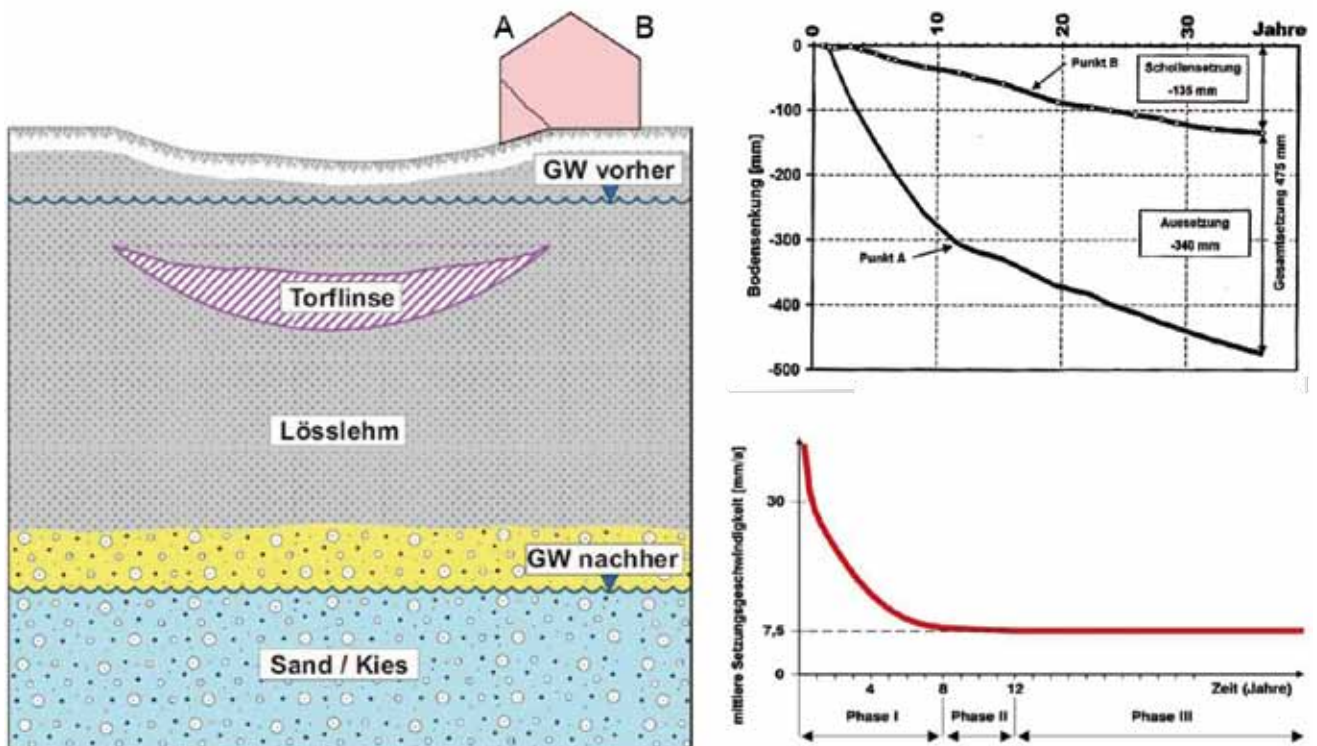 A B
GW vorher
Torflinse
Lösslehm
GW nachher
Sand / Kies
0 10 20 30 Jahre
0
-100
-200
-300
-400
-500
Bodensenkung [mm]
Punkt B
Punkt A
Schollensetzung
-135 mm
Auesetzung
-340 mm
Gesamtsetzung 475 mm
mittlere Setzungsgeschwindigkeit [mm/a]
30
7,5
0
4 8 12 Zeit (Jahre)
Phase I Phase II Phase III